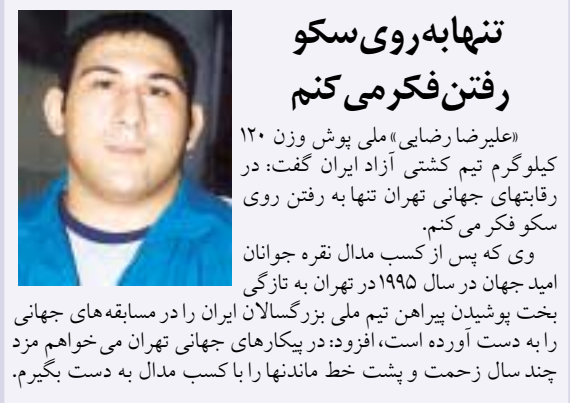 تنها به روی سکو
رفتن فکر می کنم
«علیرضا رضایی» ملی پوش وزن ۱۲۰
کیلوگرم تیم کشتی آزاد ایران گفت: در
رقابتهای جهانی تهران تنها به رفتن روی
سکو فکر می کنم.
وی که پس از کسب مدال نقره جوانان
امید جهان در سال ۱۹۹۵ در تهران به تازگی
بخت پوشیدن پیراهن تیم ملی بزرگسالان ایران را در مسابقه های جهانی
را به دست آورده است، افزود: در پیکارهای جهانی تهران می خواهم مزد
چند سال زحمت و پشت خط ماندنها را با کسب مدال به دست بگیرم.